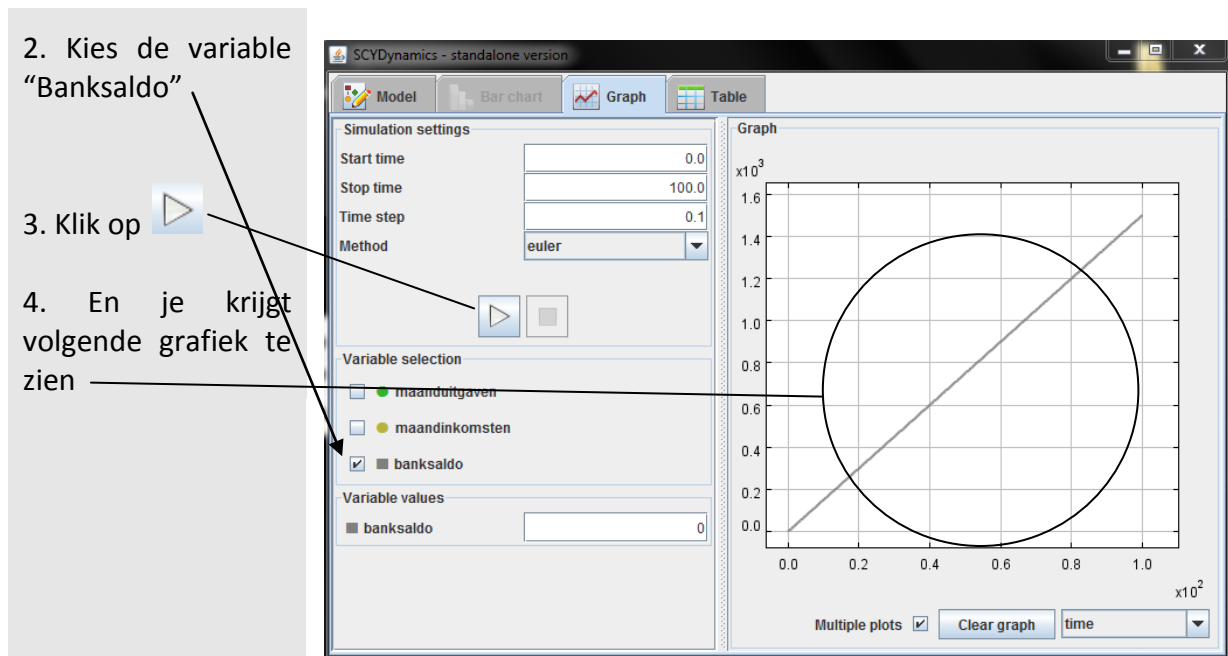 2. Kies de variable
“Banksaldo”
3. Klik op
4. En je krijgt
volgende grafiek te
zien
SCYDynamics - standalone version
Model
Bar chart
Graph
Table
Simulation settings
Start time 0.0
Stop time 100.0
Time step 0.1
Method euler
Variable selection
maanduitgaven
maandinkomsten
banksaldo
Variable values
banksaldo 0
Graph
x10³
1.6
1.4
1.2
1.0
0.8
0.6
0.4
0.2
0.0
0.0 0.2 0.4 0.6 0.8 1.0
x10²
Multiple plots Clear graph time